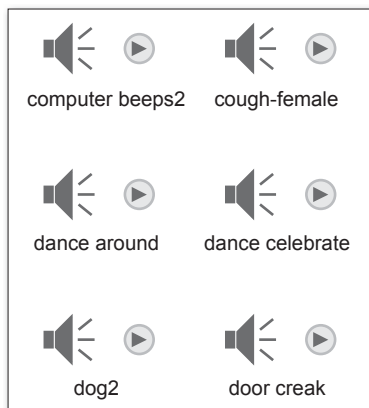 computer beeps2 cough-female
dance around dance celebrate
dog2 door creak